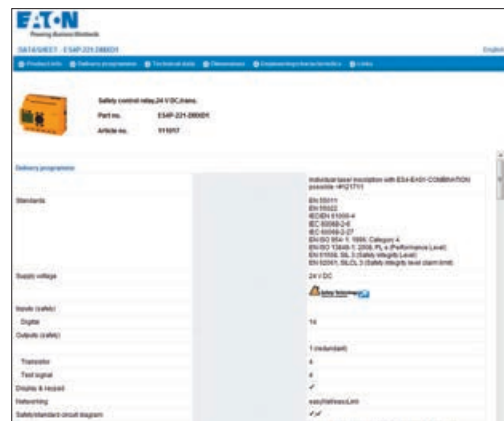 EATON
Powering Business Worldwide
DATASHEET - ES4P-221-DMXD1
English
Product info Delivery programme Technical data Dimensions Engineering characteristics Links
Safety control relay,24 V DC,trans.
Part no. ES4P-221-DMXD1
Article no. 111017
Delivery programme
Individual laser inscription with ES4-EASY-COMBINATION
possible
Standards
EN 55011
EN 55022
IEC/EN 61000-4
IEC 60068-2-6
IEC 60068-2-27
EN ISO 954-1: 1996, Category 4
EN ISO 13849-1: 2008, PL e (Performance Level)
EN 61508, SIL 3 (Safety Integrity Level)
EN 62061, SILCL 3 (Safety integrity level claim limit)
Supply voltage 24 V DC
Safety Technology
Inputs (safety)
Digital 14
Outputs (safety)
1 (redundant)
Transistor 4
Test signal 4
Display & keypad ✓
Networking easyNet/easyLink
Safety/standard circuit diagram ✓/✓